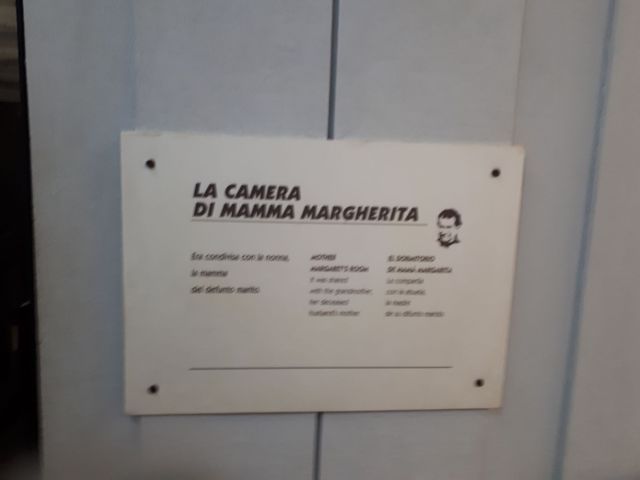 LA CAMERA
DI MAMMA MARGHERITA
Era condivisa con la nonna,
la mamma
del defunto marito
MOTHER
MARGARET'S ROOM
It was shared
with the grandmother,
her deceased
husband's mother
EL DORMITORIO
DE MAMÁ MARGARITA
Lo compartía
con la abuela,
la madre
de su difunto marido